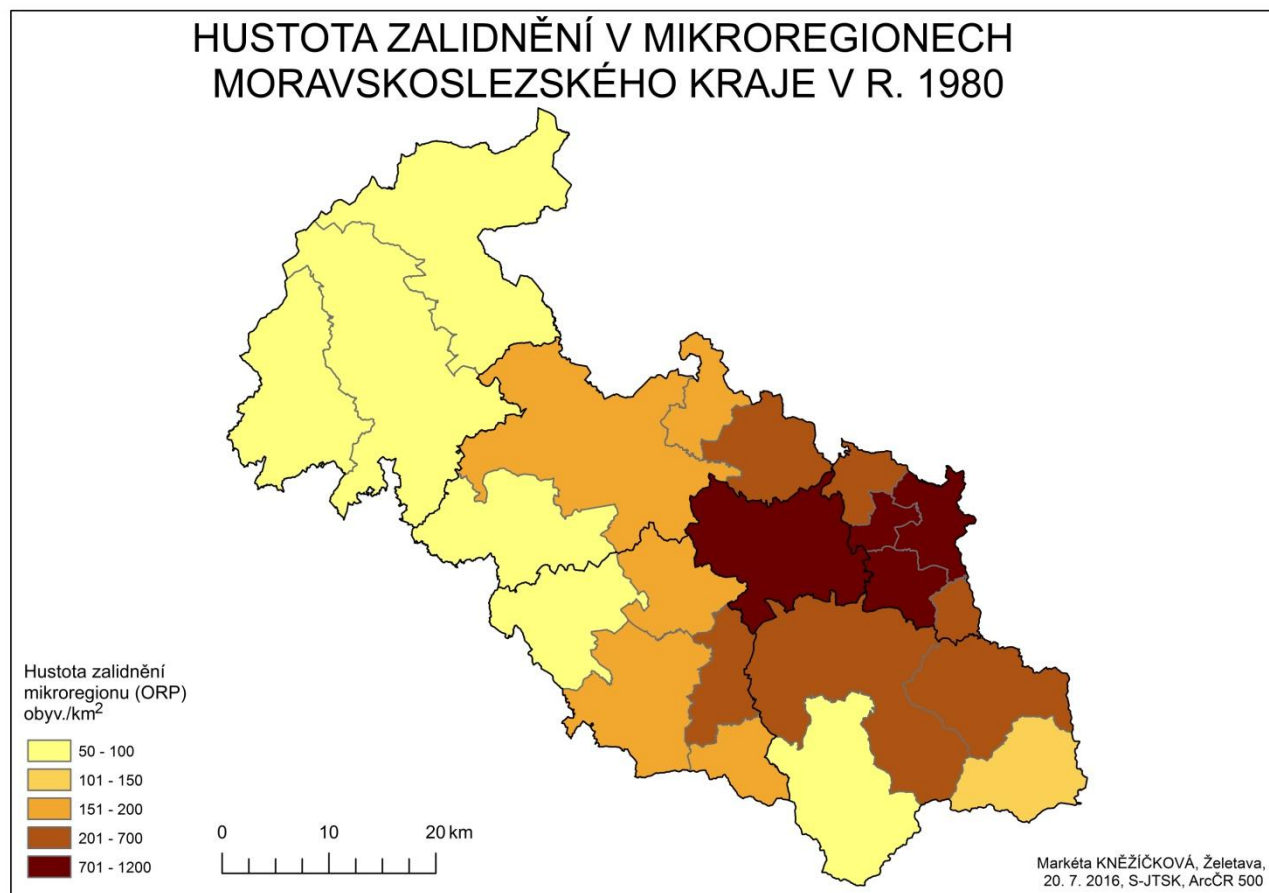 HUSTOTA ZALIDNĚNÍ V MIKROREGIONECH
MORAVSKOSLEZSKÉHO KRAJE V R. 1980
Hustota zalidnění
mikroregionu (ORP)
obyv./km²
50 - 100
101 - 150
151 - 200
201 - 700
701 - 1200
0 10 20 km
Markéta KNĚŽÍČKOVÁ, Želetava,
20. 7. 2016, S-JTSK, ArcČR 500